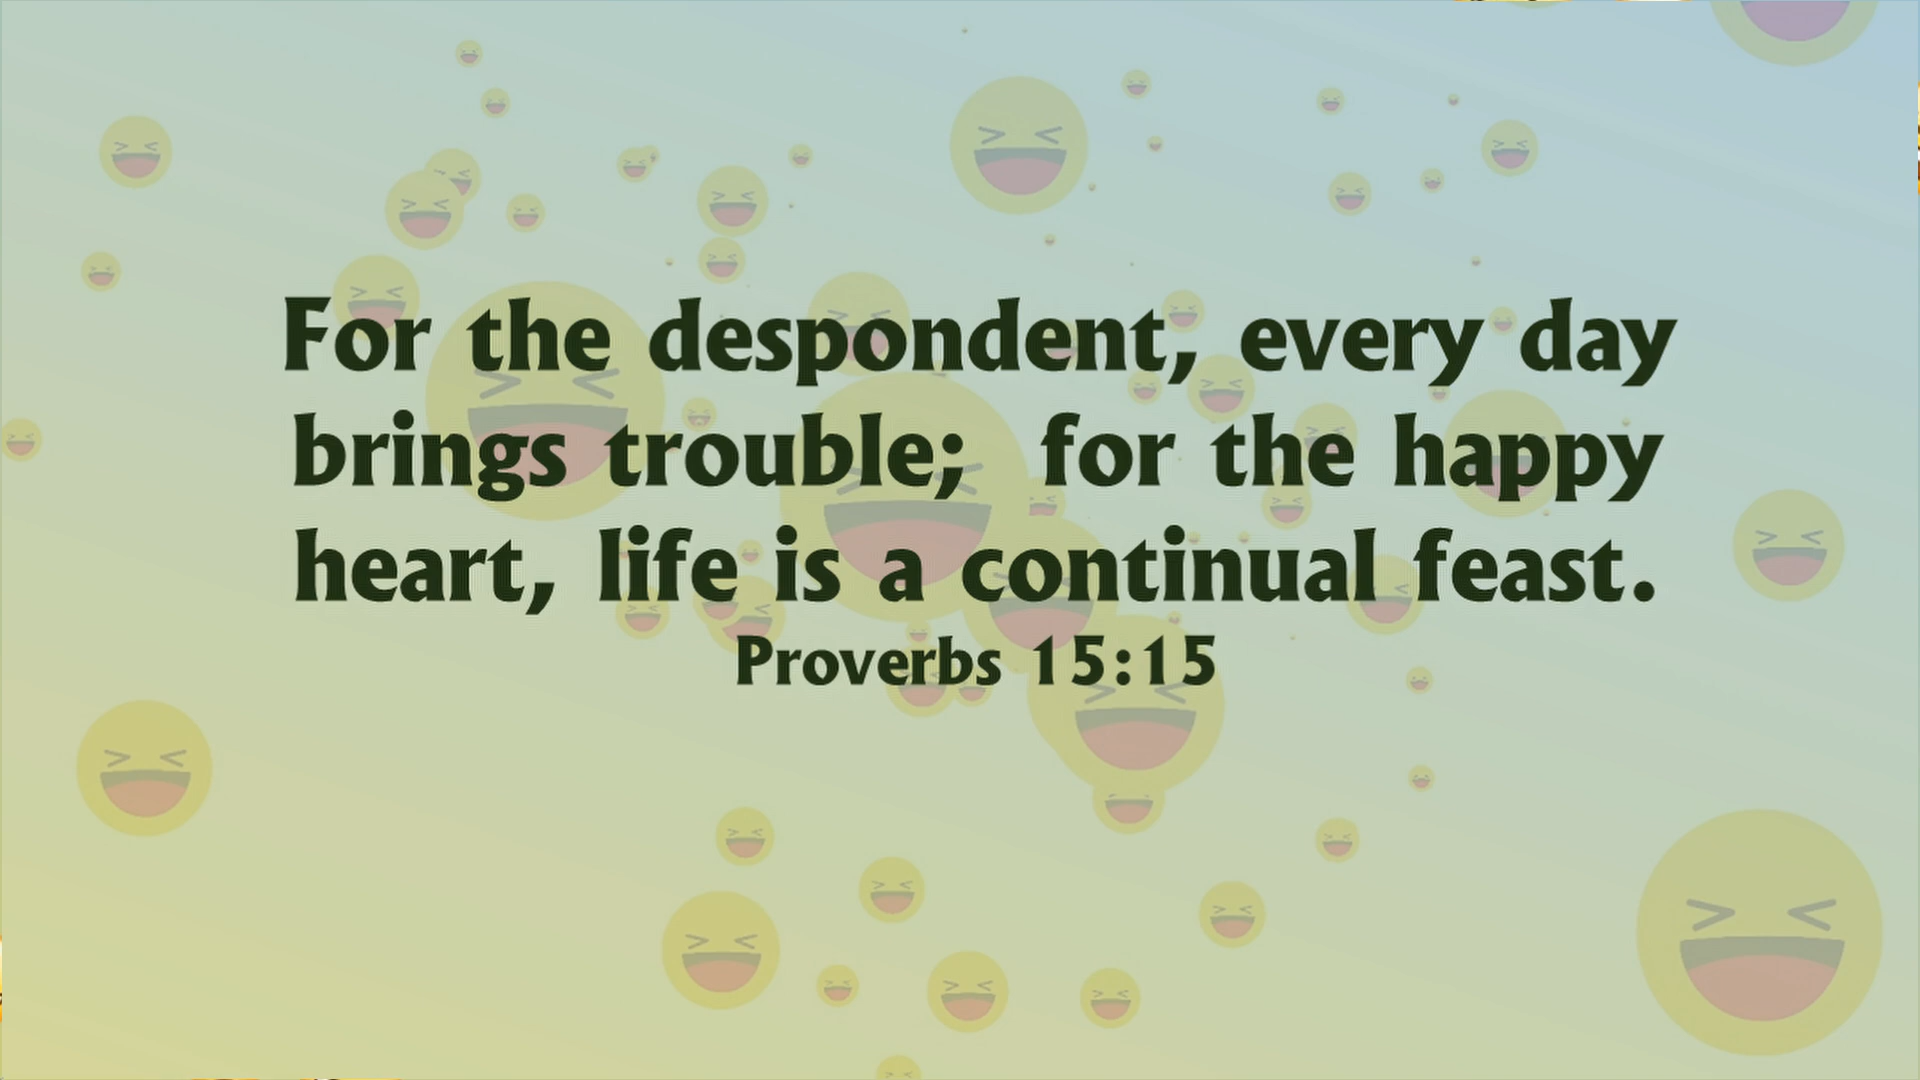 For the despondent, every day
brings trouble;  for the happy
heart, life is a continual feast.
Proverbs 15:15